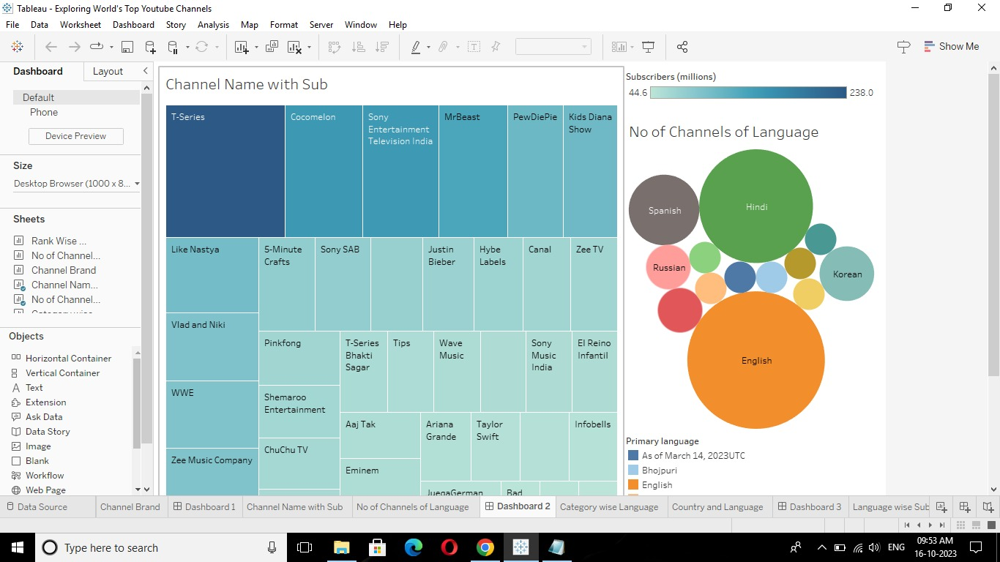 Tableau - Exploring World's Top Youtube Channels
File Data Worksheet Dashboard Story Analysis Map Format Server Window Help
Show Me
Dashboard Layout
Default
Phone
Device Preview
Size
Desktop Browser (1000 x 8...
Sheets
Rank Wise ...
No of Channel...
Channel Brand
Channel Nam...
No of Channel...
Objects
Horizontal Container
Vertical Container
Text
Extension
Ask Data
Data Story
Image
Blank
Workflow
Web Page
Channel Name with Sub
T-Series
Cocomelon
Sony
Entertainment
Television India
MrBeast
PewDiePie
Kids Diana
Show
Like Nastya
5-Minute
Crafts
Sony SAB
Justin
Bieber
Hybe
Labels
Canal
Zee TV
Vlad and Niki
Pinkfong
T-Series
Bhakti
Sagar
Tips
Wave
Music
Sony
Music
India
El Reino
Infantil
WWE
Shemaroo
Entertainment
Aaj Tak
Ariana
Grande
Taylor
Swift
Infobells
Zee Music Company
ChuChu TV
Eminem
JuegaGerman
Bad
Subscribers (millions)
44.6 238.0
No of Channels of Language
Spanish
Hindi
Russian
Korean
English
Primary language
As of March 14, 2023UTC
Bhojpuri
English
Data Source Channel Brand Dashboard 1 Channel Name with Sub No of Channels of Language Dashboard 2 Category wise Language Country and Language Dashboard 3 Language wise Sub
Type here to search
ENG
09:53 AM
16-10-2023